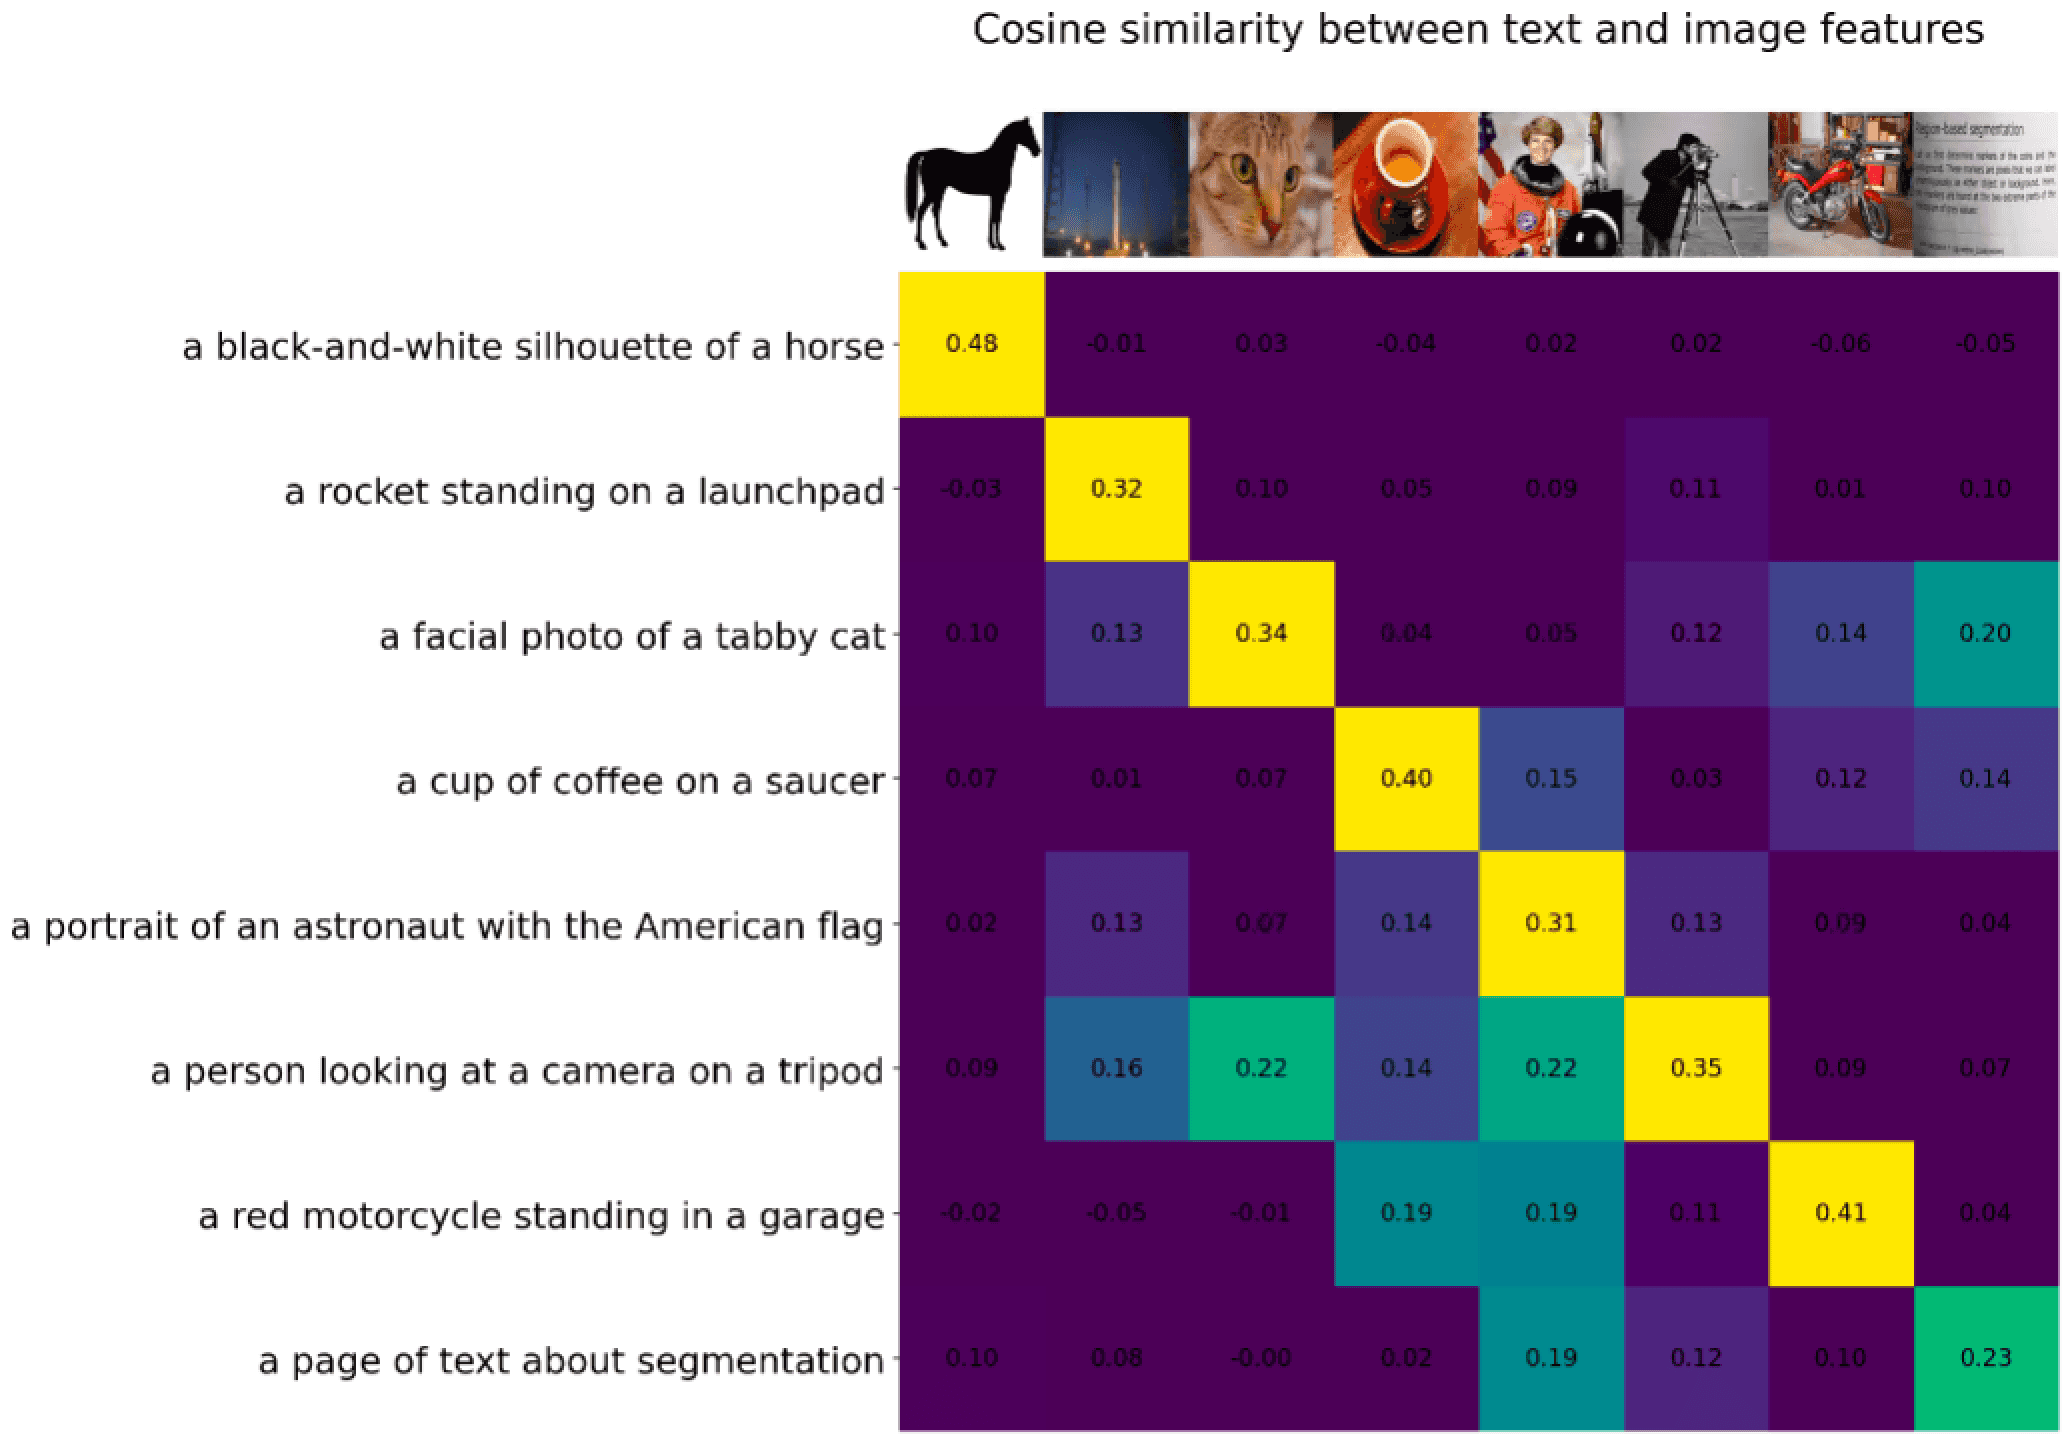 Cosine similarity between text and image features
Region-based segmentation
a black-and-white silhouette of a horse
0.48 -0.01 0.03 -0.04 0.02 0.02 -0.06 -0.05
a rocket standing on a launchpad
-0.03 0.32 0.10 0.05 0.09 0.11 0.01 0.10
a facial photo of a tabby cat
0.10 0.13 0.34 0.04 0.05 0.12 0.14 0.20
a cup of coffee on a saucer
0.07 0.01 0.07 0.40 0.15 0.03 0.12 0.14
a portrait of an astronaut with the American flag
0.02 0.13 0.07 0.14 0.31 0.13 0.09 0.04
a person looking at a camera on a tripod
0.09 0.16 0.22 0.14 0.22 0.35 0.09 0.07
a red motorcycle standing in a garage
-0.02 -0.05 -0.01 0.19 0.19 0.11 0.41 0.04
a page of text about segmentation
0.10 0.08 -0.00 0.02 0.19 0.12 0.10 0.23